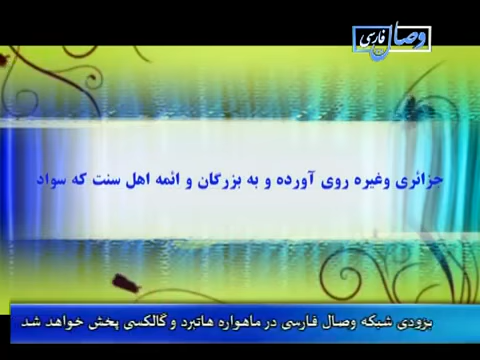 وصال فارسی
جزائری وغیره روی آورده و به بزرگان و ائمه اهل سنت که سواد
بزودی شبکه وصال فارسی در ماهواره هاتبرد و گالکسی پخش خواهد شد